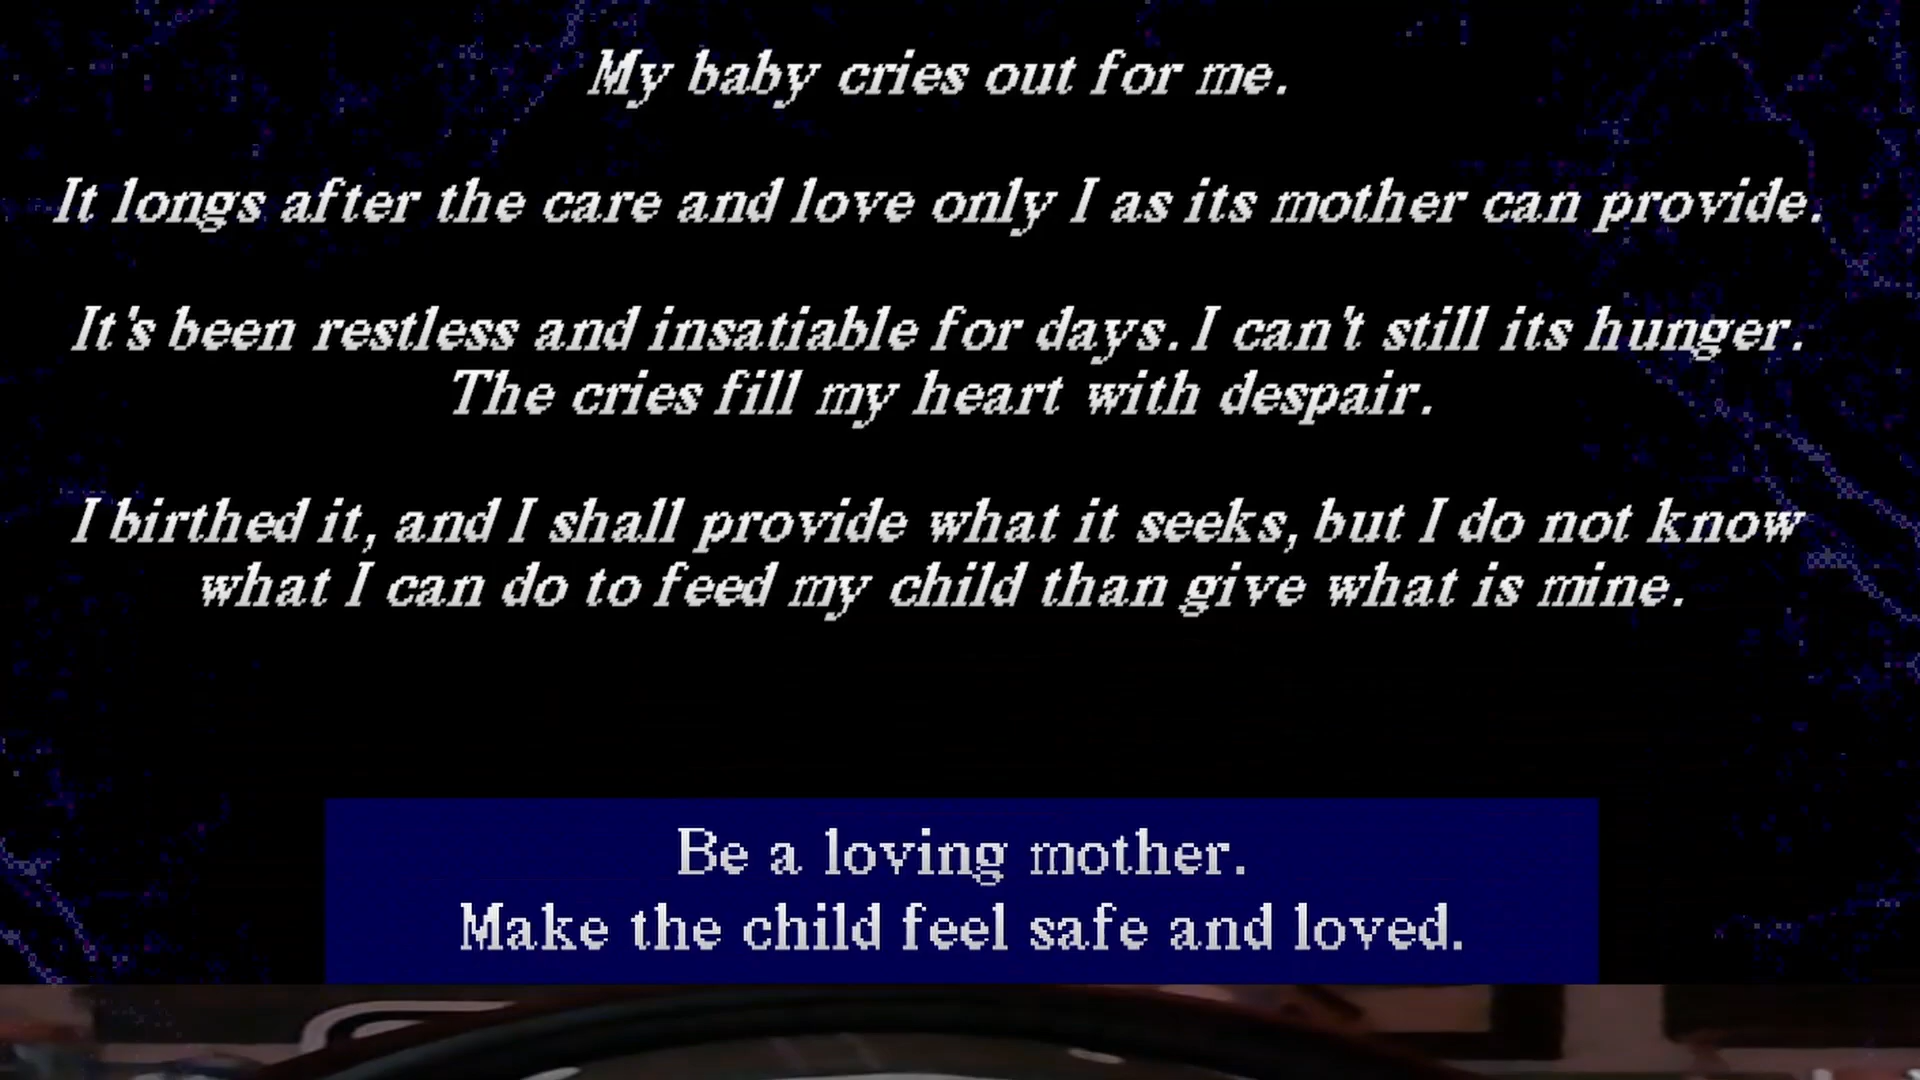 My baby cries out for me.
It longs after the care and love only I as its mother can provide.
It's been restless and insatiable for days. I can't still its hunger.
The cries fill my heart with despair.
I birthed it, and I shall provide what it seeks, but I do not know
what I can do to feed my child than give what is mine.
Be a loving mother.
Make the child feel safe and loved.